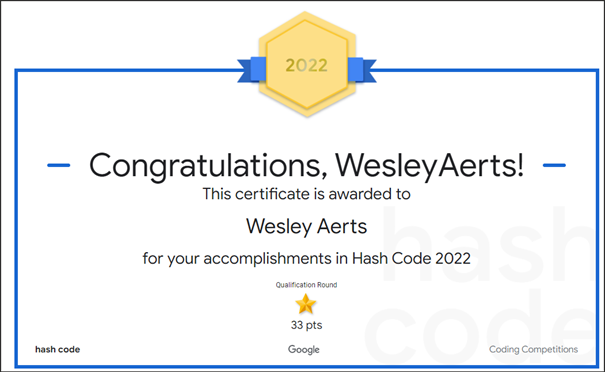 2022
Congratulations, WesleyAerts!
This certificate is awarded to
Wesley Aerts
for your accomplishments in Hash Code 2022
Qualification Round
33 pts
hash
code
hash code Google Coding Competitions